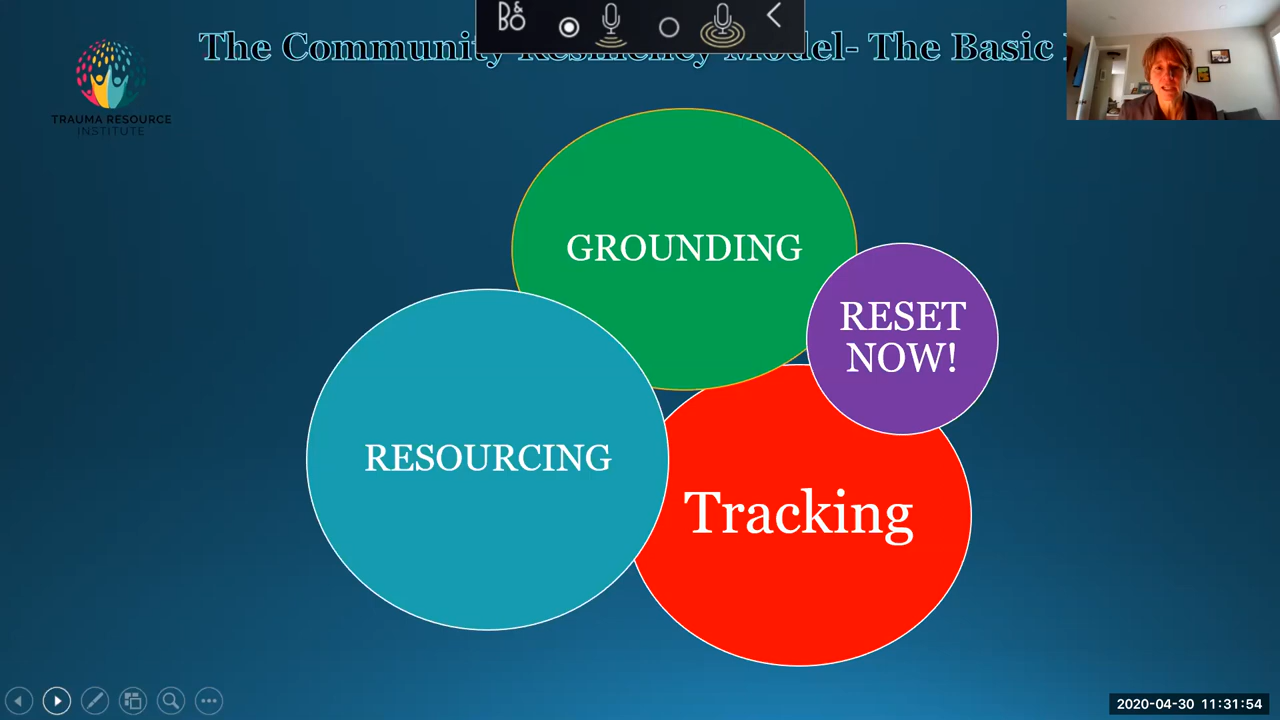 B&O
The Community Resiliency Model- The Basic
TRAUMA RESOURCE
INSTITUTE
GROUNDING
RESET
NOW!
RESOURCING
Tracking
2020-04-30 11:31:54